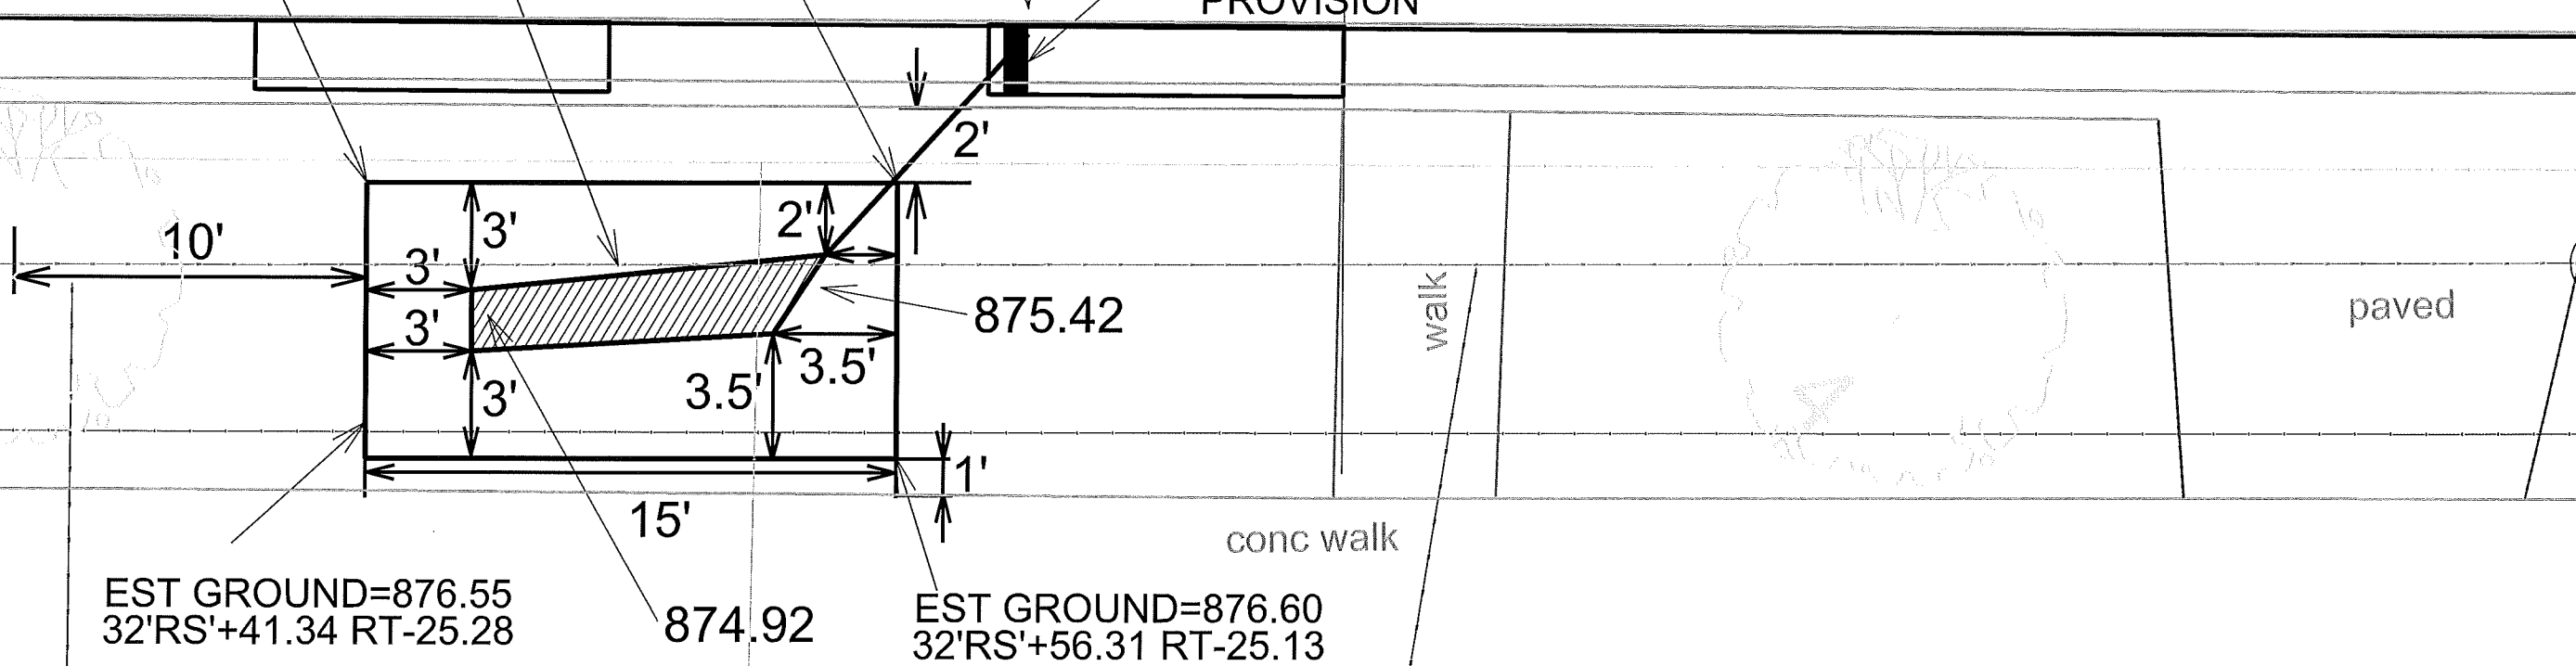 PROVISION
2'
10'
3'
3'
2'
3'
875.42
3'
3'
3.5'
3.5'
1'
15'
walk
paved
conc walk
EST GROUND=876.55
32'RS'+41.34 RT-25.28
874.92
EST GROUND=876.60
32'RS'+56.31 RT-25.13